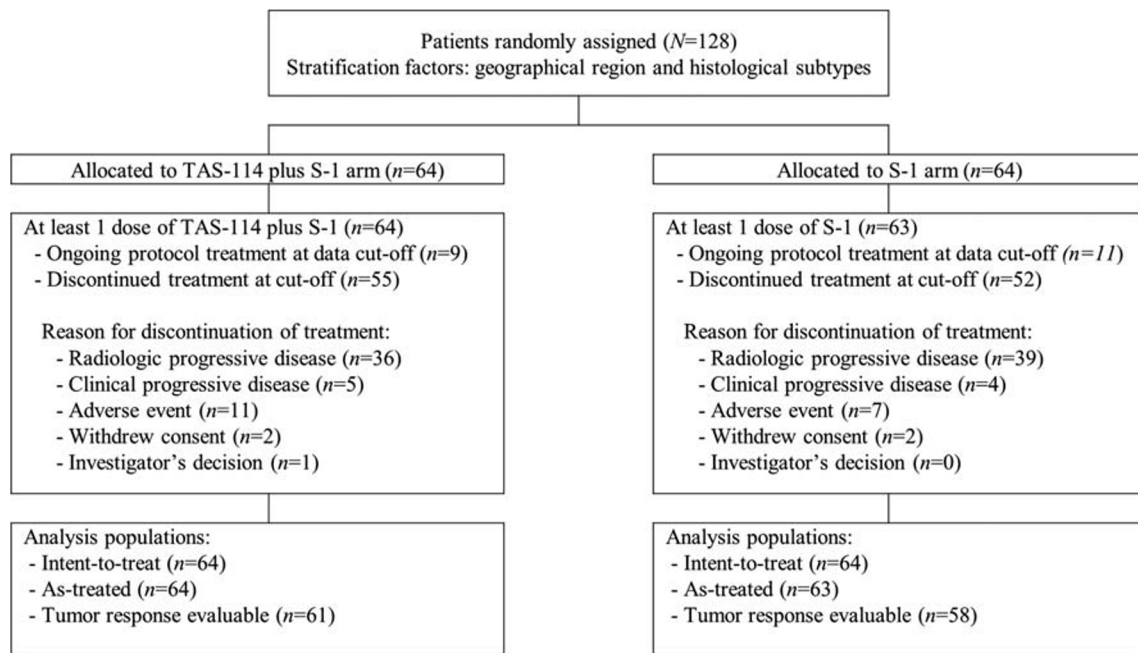 Patients randomly assigned (N=128)
Stratification factors: geographical region and histological subtypes
Allocated to TAS-114 plus S-1 arm (n=64)
At least 1 dose of TAS-114 plus S-1 (n=64)
- Ongoing protocol treatment at data cut-off (n=9)
- Discontinued treatment at cut-off (n=55)
Reason for discontinuation of treatment:
- Radiologic progressive disease (n=36)
- Clinical progressive disease (n=5)
- Adverse event (n=11)
- Withdrew consent (n=2)
- Investigator's decision (n=1)
Analysis populations:
- Intent-to-treat (n=64)
- As-treated (n=64)
- Tumor response evaluable (n=61)
Allocated to S-1 arm (n=64)
At least 1 dose of S-1 (n=63)
- Ongoing protocol treatment at data cut-off (n=11)
- Discontinued treatment at cut-off (n=52)
Reason for discontinuation of treatment:
- Radiologic progressive disease (n=39)
- Clinical progressive disease (n=4)
- Adverse event (n=7)
- Withdrew consent (n=2)
- Investigator's decision (n=0)
Analysis populations:
- Intent-to-treat (n=64)
- As-treated (n=63)
- Tumor response evaluable (n=58)